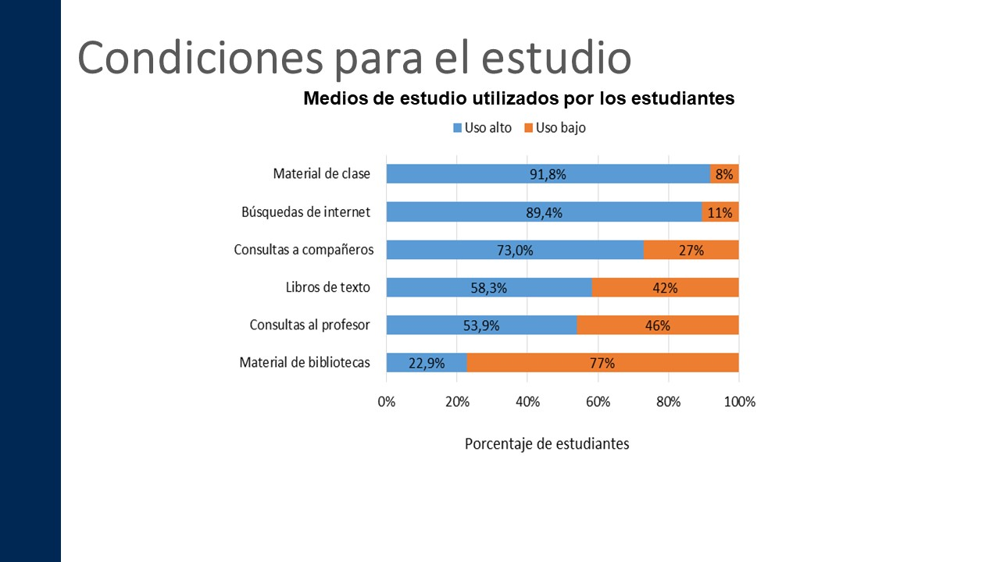 Condiciones para el estudio
Medios de estudio utilizados por los estudiantes
Uso alto Uso bajo
Material de clase 91,8% 8%
Búsquedas de internet 89,4% 11%
Consultas a compañeros 73,0% 27%
Libros de texto 58,3% 42%
Consultas al profesor 53,9% 46%
Material de bibliotecas 22,9% 77%
0% 20% 40% 60% 80% 100%
Porcentaje de estudiantes